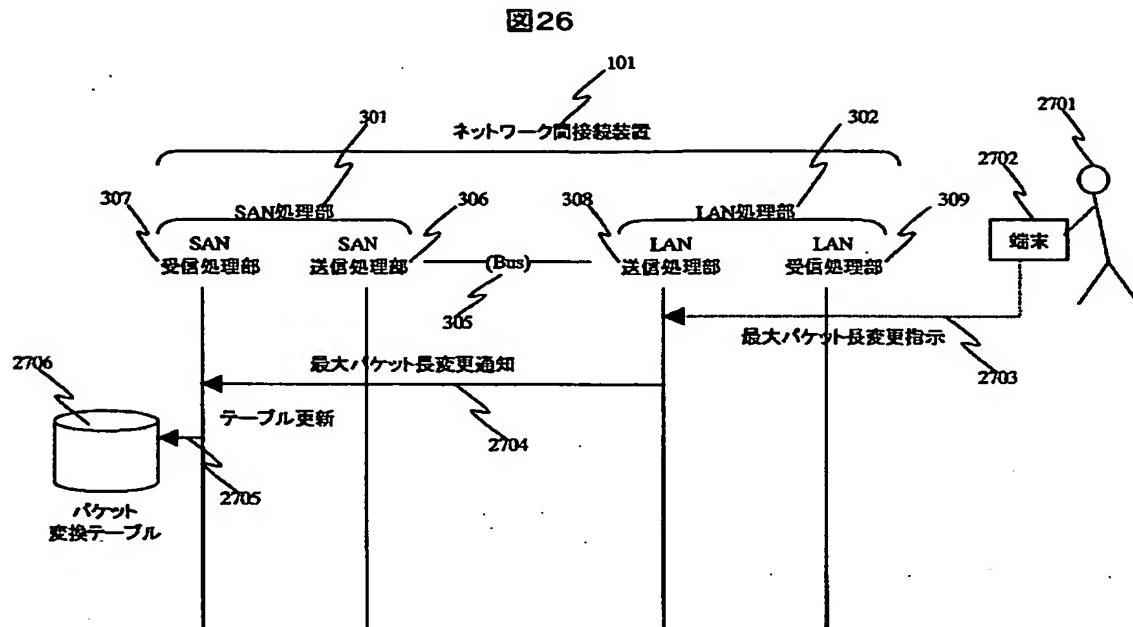 図26
101
301
ネットワーク間接続装置
302
2701
2702
307
SAN処理部
306
308
LAN処理部
309
SAN
受信処理部
SAN
送信処理部
(Bus)
LAN
送信処理部
LAN
受信処理部
端末
305
最大パケット長変更指示
2703
2706
最大パケット長変更通知
テーブル更新
2704
2705
パケット
変換テーブル